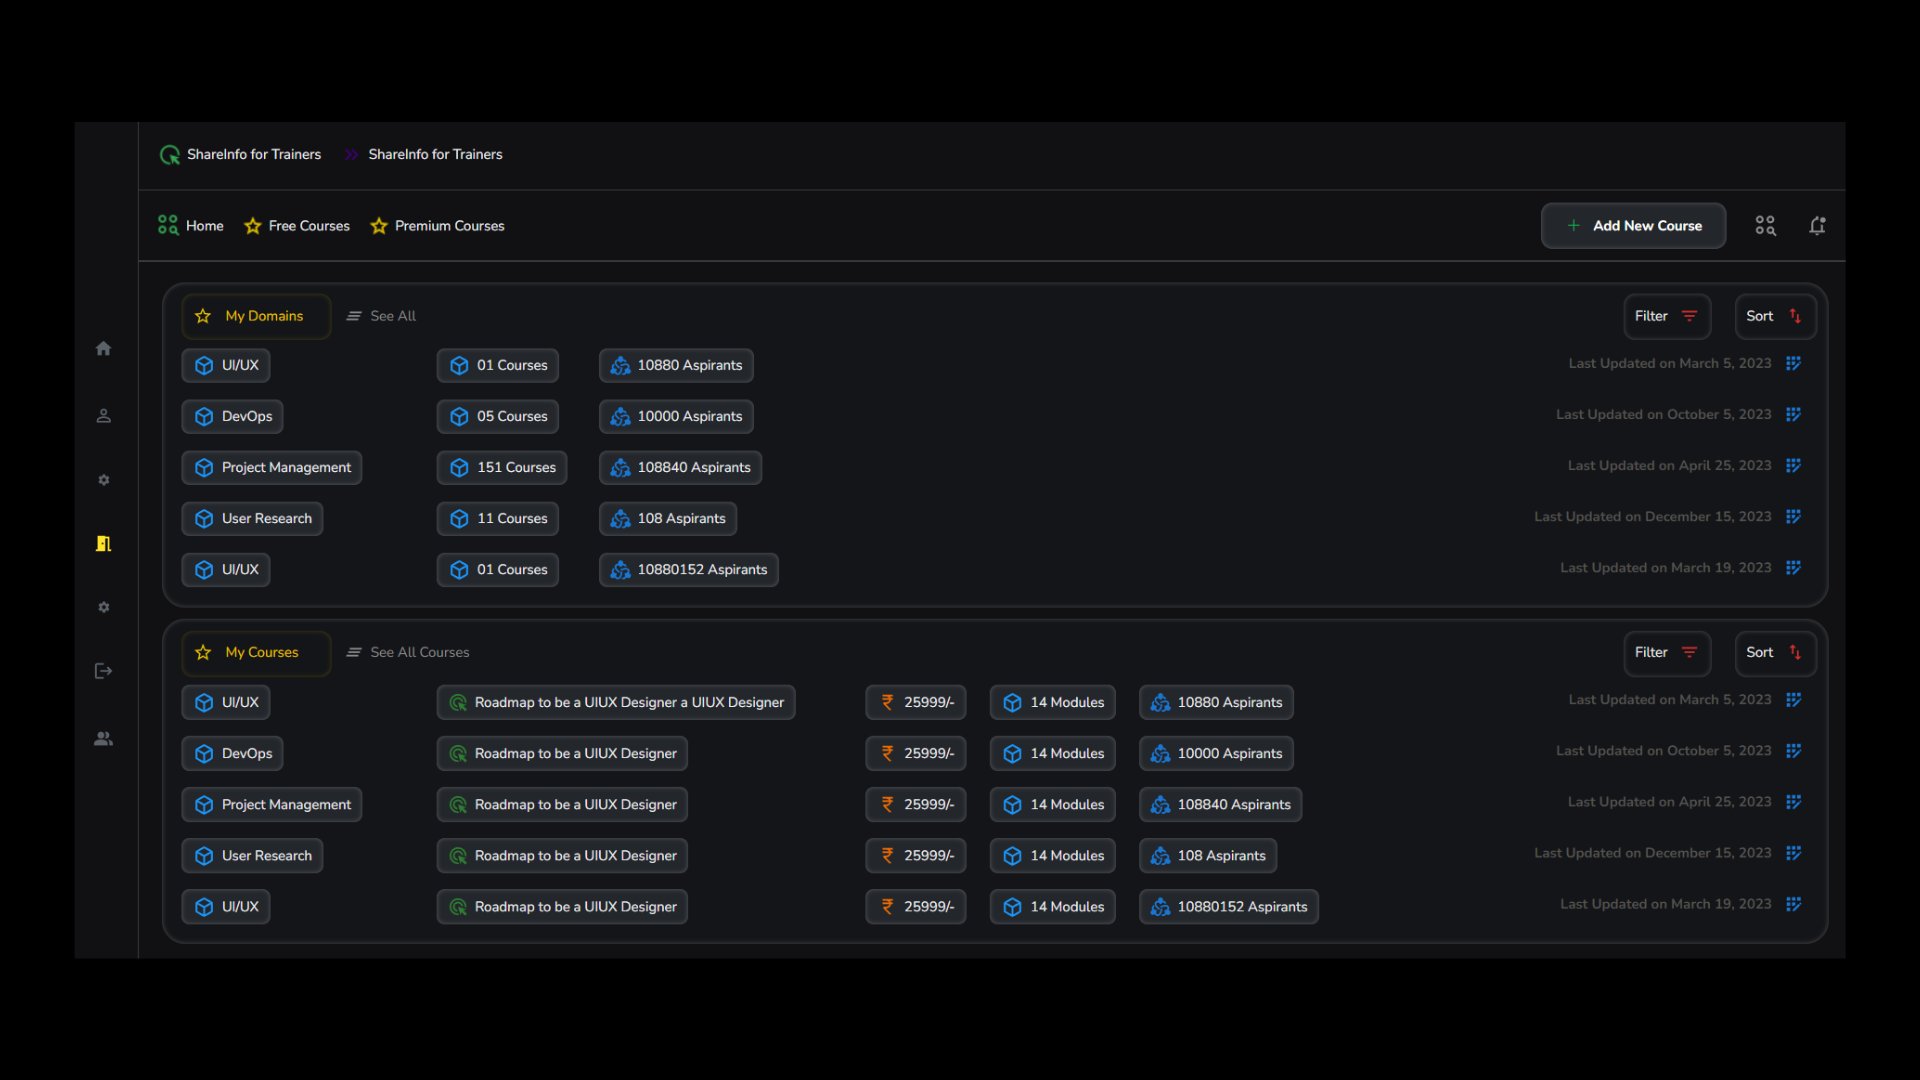 ShareInfo for Trainers ShareInfo for Trainers
Home Free Courses Premium Courses Add New Course
My Domains See All Filter Sort
UI/UX 01 Courses 10880 Aspirants Last Updated on March 5, 2023
DevOps 05 Courses 10000 Aspirants Last Updated on October 5, 2023
Project Management 151 Courses 108840 Aspirants Last Updated on April 25, 2023
User Research 11 Courses 108 Aspirants Last Updated on December 15, 2023
UI/UX 01 Courses 10880152 Aspirants Last Updated on March 19, 2023
My Courses See All Courses Filter Sort
UI/UX Roadmap to be a UIUX Designer a UIUX Designer ₹ 25999/- 14 Modules 10880 Aspirants Last Updated on March 5, 2023
DevOps Roadmap to be a UIUX Designer ₹ 25999/- 14 Modules 10000 Aspirants Last Updated on October 5, 2023
Project Management Roadmap to be a UIUX Designer ₹ 25999/- 14 Modules 108840 Aspirants Last Updated on April 25, 2023
User Research Roadmap to be a UIUX Designer ₹ 25999/- 14 Modules 108 Aspirants Last Updated on December 15, 2023
UI/UX Roadmap to be a UIUX Designer ₹ 25999/- 14 Modules 10880152 Aspirants Last Updated on March 19, 2023